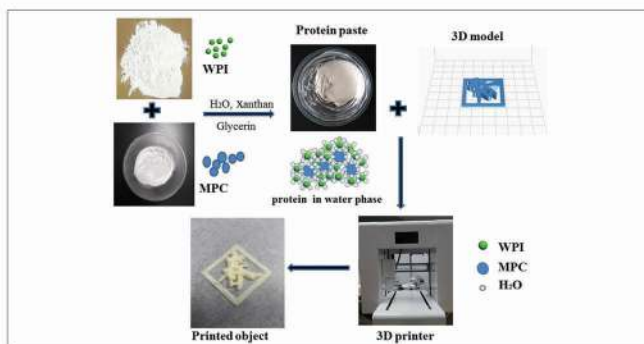 Protein paste
3D model
WPI
H₂O, Xanthan
Glycerin
MPC
protein in water phase
WPI
MPC
H₂O
Printed object
3D printer